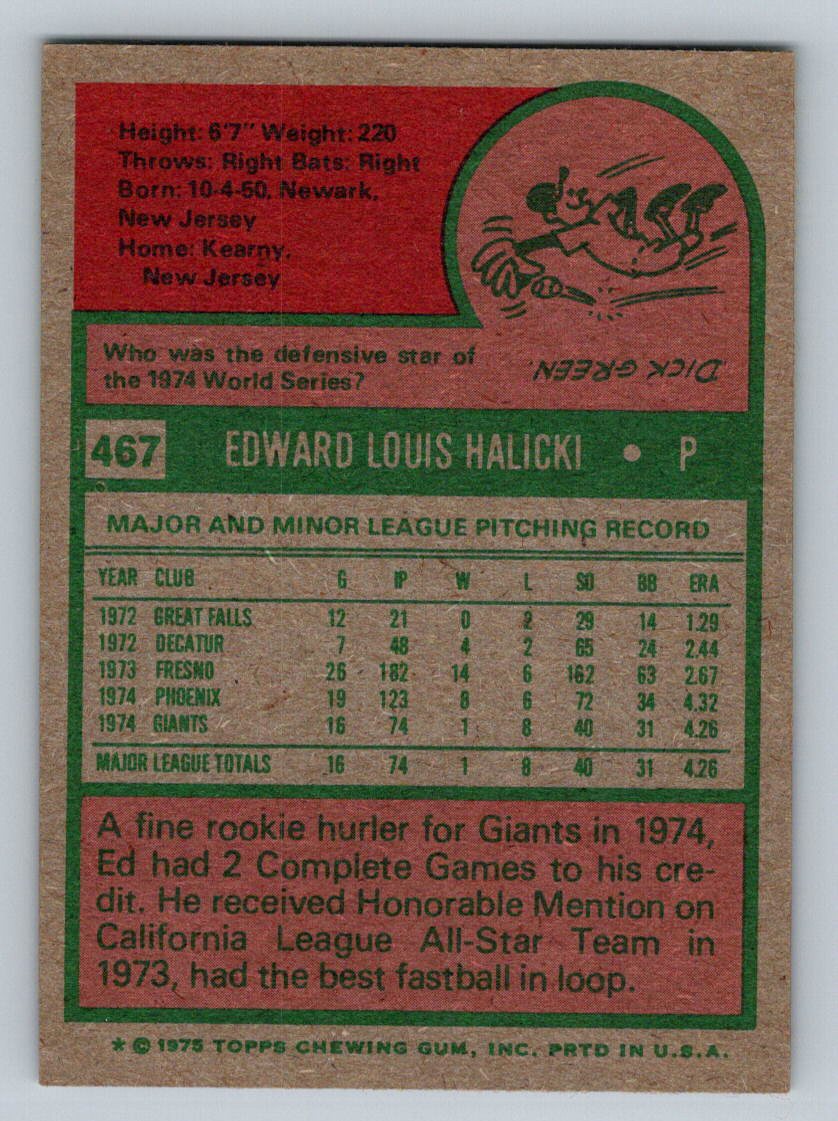 Height: 6'7" Weight: 220
Throws: Right Bats: Right
Born: 10-4-50, Newark,
New Jersey
Home: Kearny,
New Jersey
Who was the defensive star of
the 1974 World Series?
DICK GREEN.
467 EDWARD LOUIS HALICKI • P
MAJOR AND MINOR LEAGUE PITCHING RECORD
YEAR CLUB G IP W L SO BB ERA
1972 GREAT FALLS 12 21 0 2 29 14 1.29
1972 DECATUR 7 48 4 2 65 24 2.44
1973 FRESNO 26 182 14 6 162 63 2.67
1974 PHOENIX 19 123 8 6 72 34 4.32
1974 GIANTS 16 74 1 8 40 31 4.26
MAJOR LEAGUE TOTALS 16 74 1 8 40 31 4.26
A fine rookie hurler for Giants in 1974,
Ed had 2 Complete Games to his cre-
dit. He received Honorable Mention on
California League All-Star Team in
1973, had the best fastball in loop.
* © 1975 TOPPS CHEWING GUM, INC. PRTD IN U.S.A.